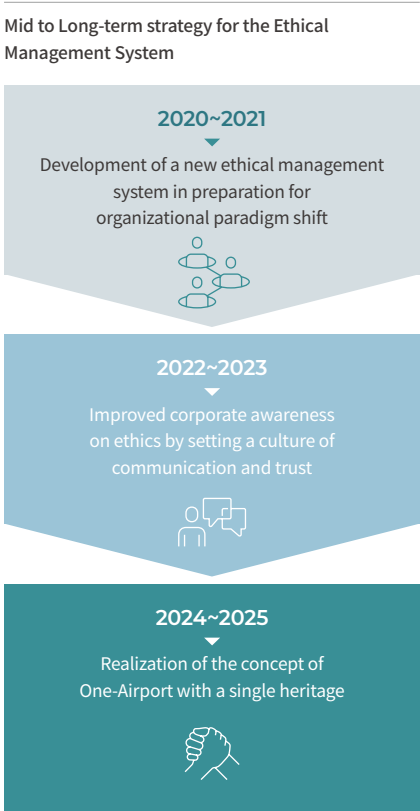 Mid to Long-term strategy for the Ethical
Management System
2020~2021
Development of a new ethical management
system in preparation for
organizational paradigm shift
2022~2023
Improved corporate awareness
on ethics by setting a culture of
communication and trust
2024~2025
Realization of the concept of
One-Airport with a single heritage